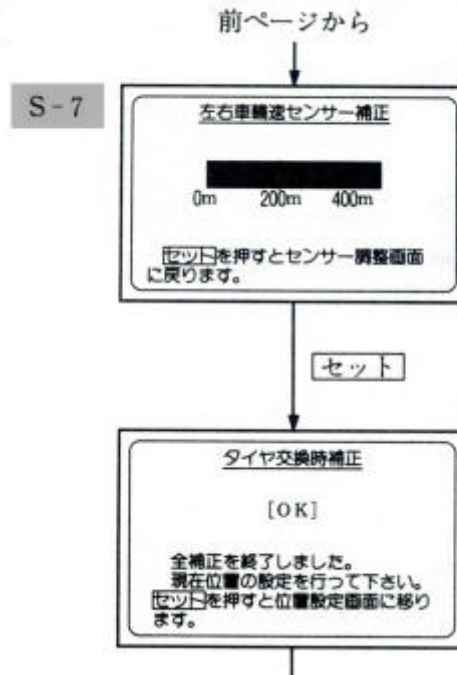 前ページから
S-7
左右車輪速センサー補正
0m 200m 400m
セットを押すとセンサー調整画面
に戻ります。
セット
タイヤ交換時補正
[OK]
全補正を終了しました。
現在位置の設定を行って下さい。
セットを押すと位置設定画面に移り
ます。